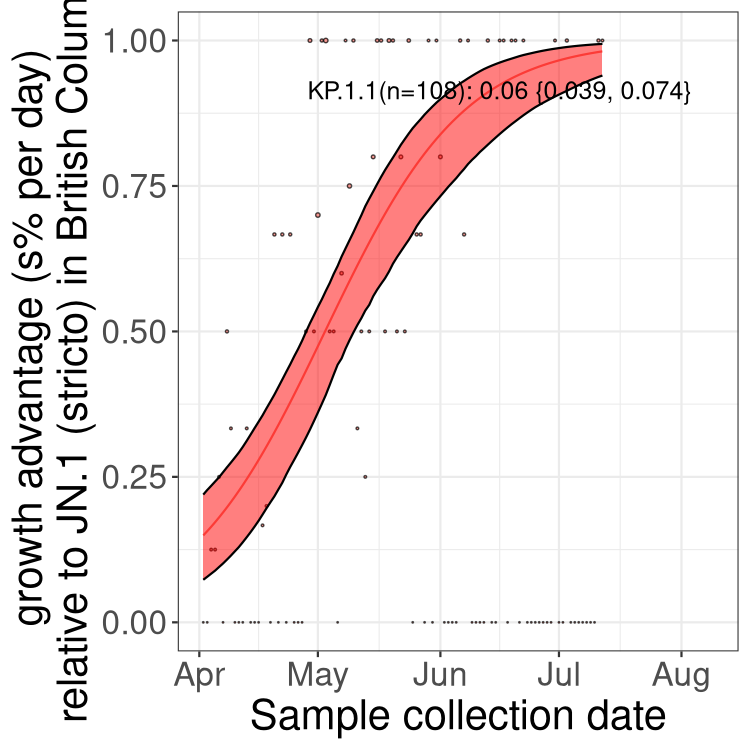 growth advantage (s% per day)
relative to JN.1 (stricto) in British Colum
1.00
0.75
0.50
0.25
0.00
KP.1.1(n=108): 0.06 {0.039, 0.074}
Apr May Jun Jul Aug
Sample collection date